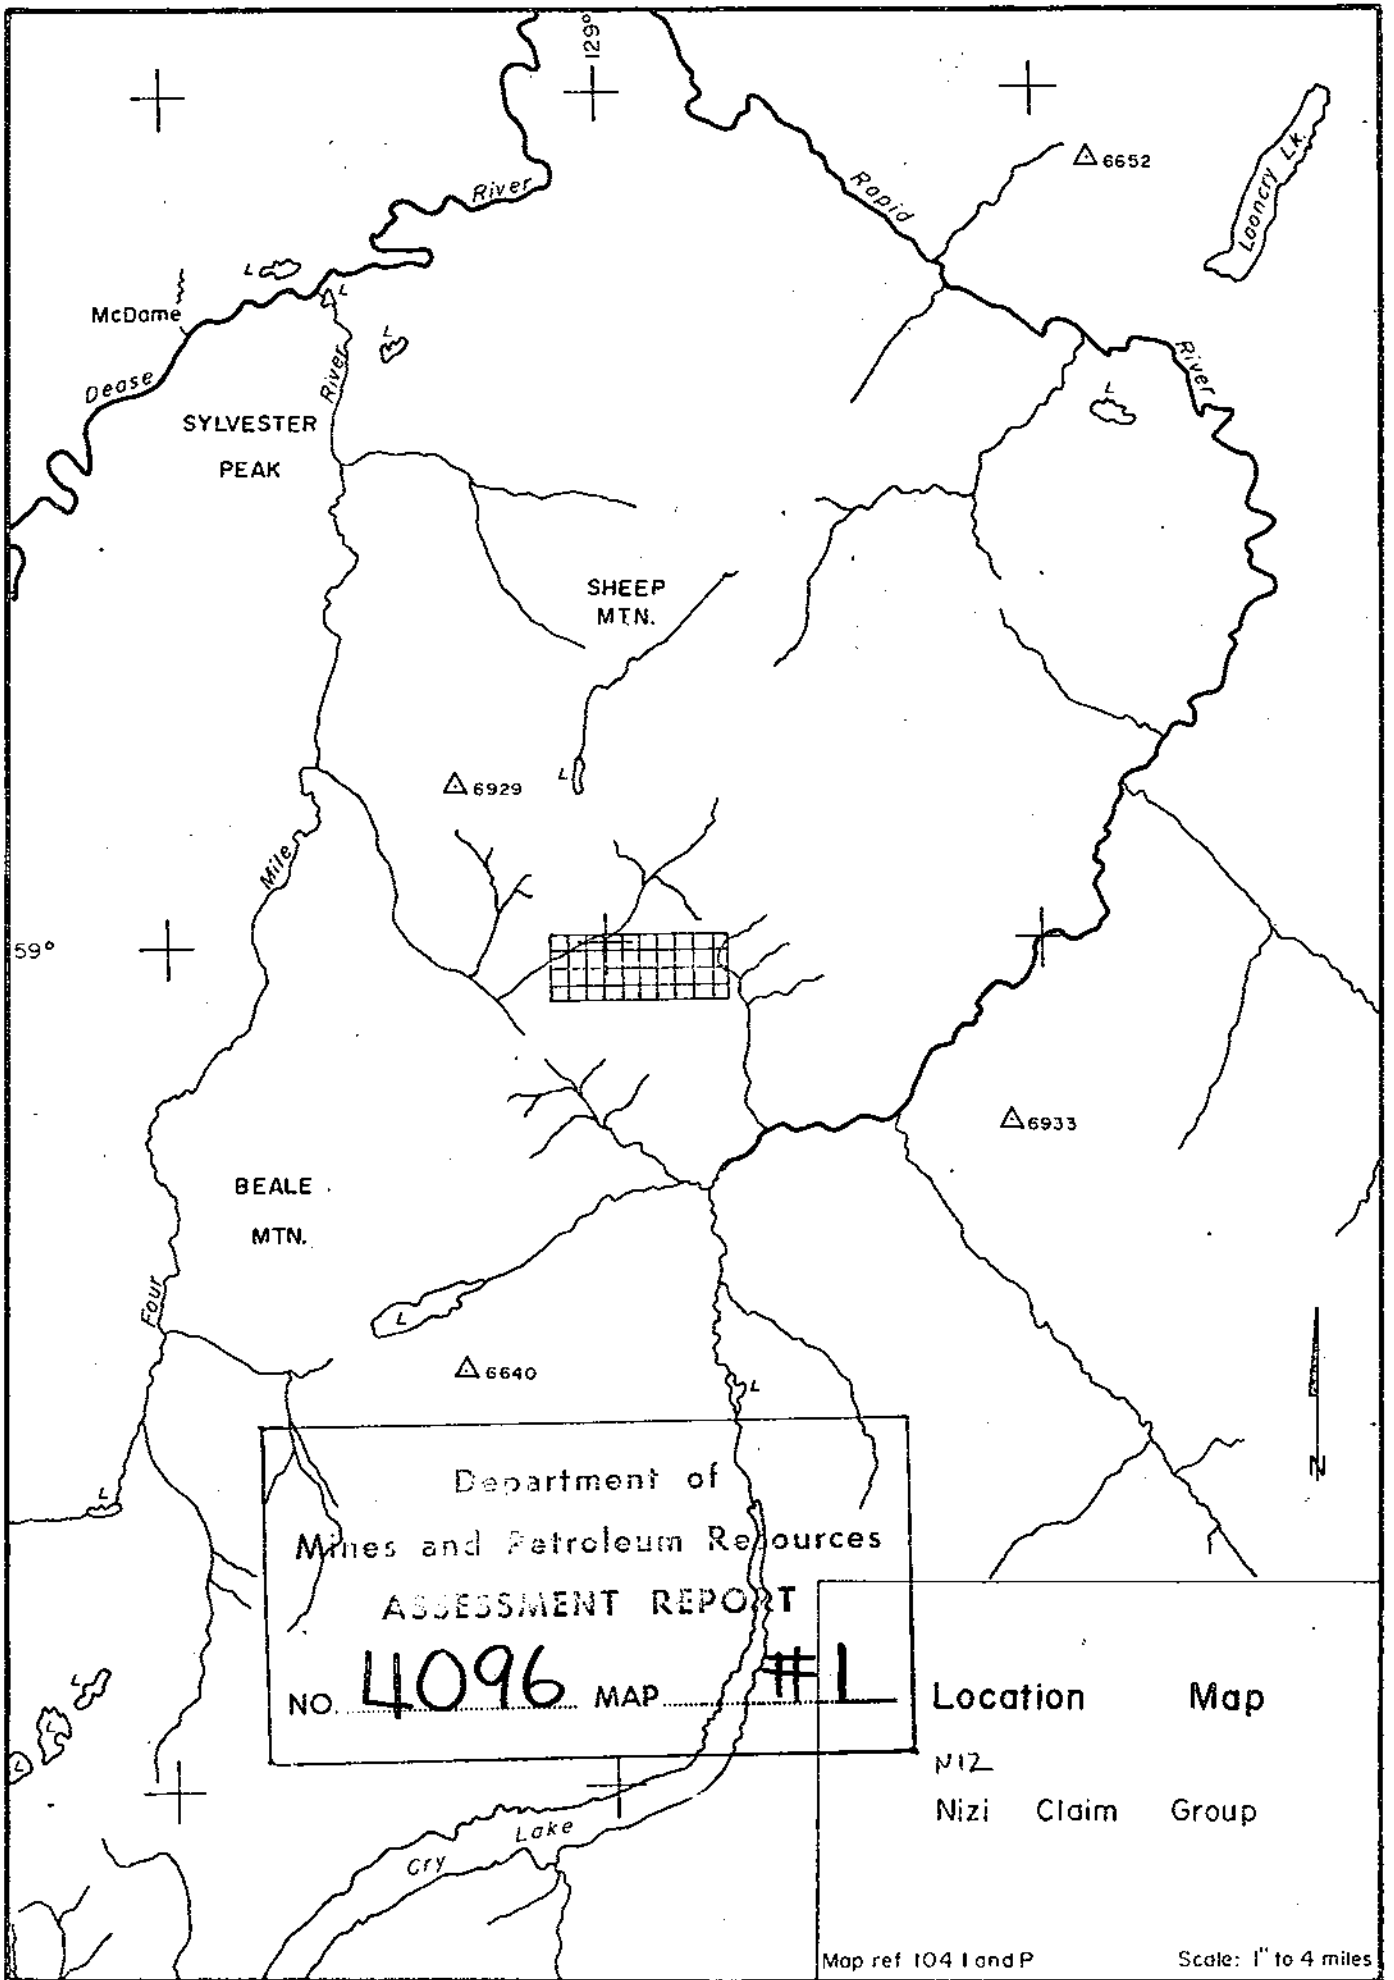 129°
6652
Looncry Lk.
River
Rapid
L
L
McDame
L
River
River
Dease
SYLVESTER
PEAK
L
SHEEP
MTN.
6929
L
Mile
59°
6933
BEALE
MTN.
Four
L
6640
L
N
L
Department of
Mines and Petroleum Resources
ASSESSMENT REPORT
NO. 4096 MAP #1
L
L
L
Location Map
Nizi Claim Group
Lake
Cry
Map ref 104 I and P
Scale: 1" to 4 miles